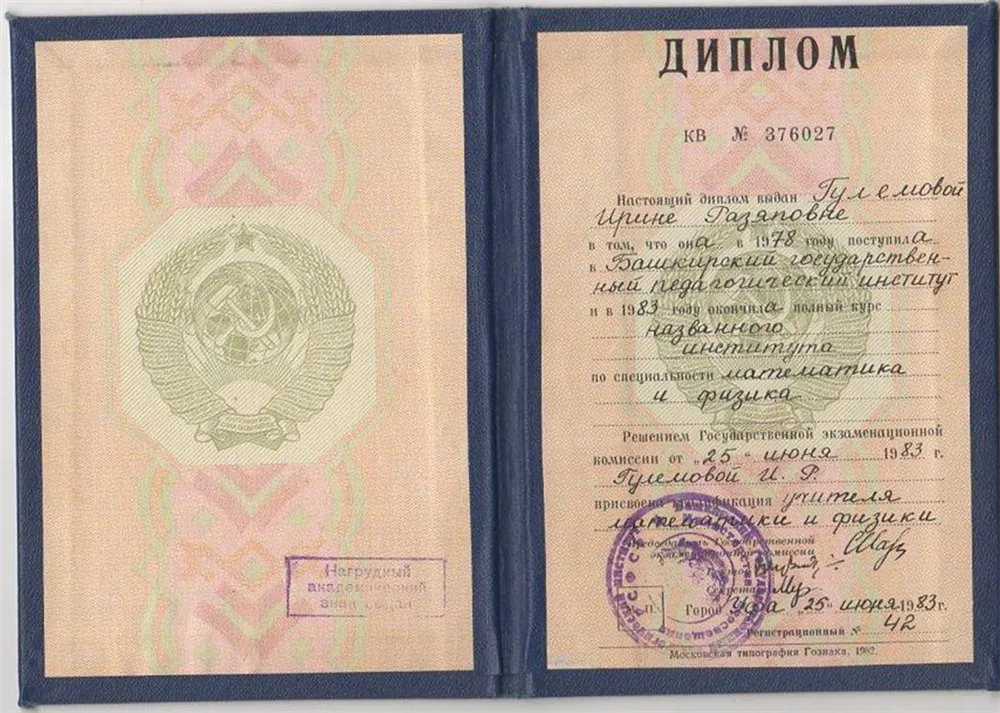 Нагрудный
академический
знак выдан
ДИПЛОМ
КВ № 376027
Настоящий диплом выдан Гулемовой
Ирине Разяповне
в том, что она в 1978 году поступила
в Башкирский государствен-
ный педагогический институт
и в 1983 году окончила полный курс
названного
института
по специальности математика
и физика
Решением Государственной экзаменационной
комиссии от „25“ июня 1983 г.
Гулемовой И. Р.
присвоена квалификация учителя
математики и физики
Председатель Государственной
экзаменационной комиссии
Ректор
Секретарь
М. П. Город Уфа „25“ июня 1983 г.
Регистрационный № 42
Московская типография Гознака. 1982.